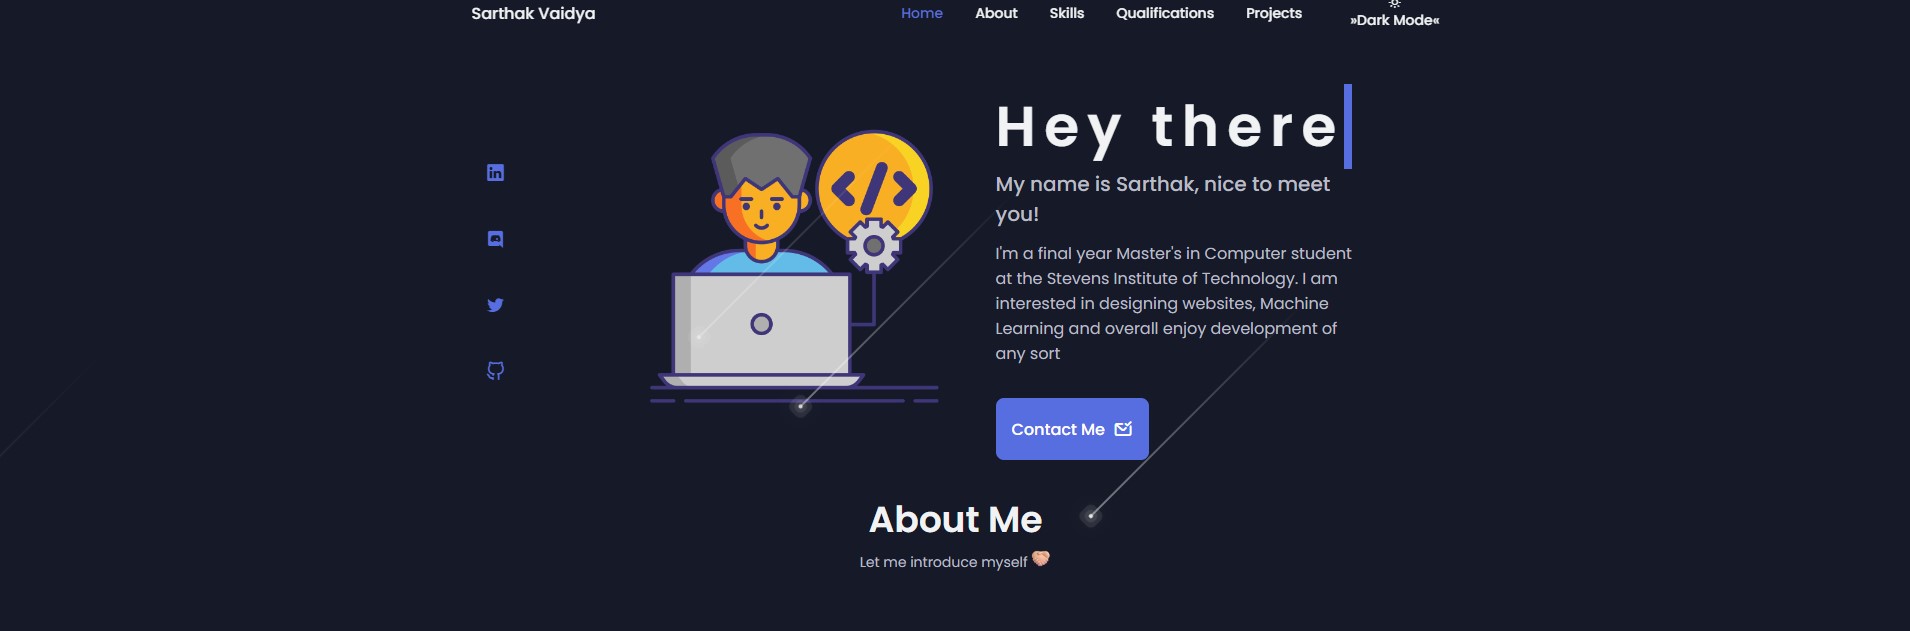 Sarthak Vaidya
Home
About
Skills
Qualifications
Projects
»Dark Mode«
in
</>
Hey there
My name is Sarthak, nice to meet
you!
I'm a final year Master's in Computer student
at the Stevens Institute of Technology. I am
interested in designing websites, Machine
Learning and overall enjoy development of
any sort
Contact Me
About Me
Let me introduce myself